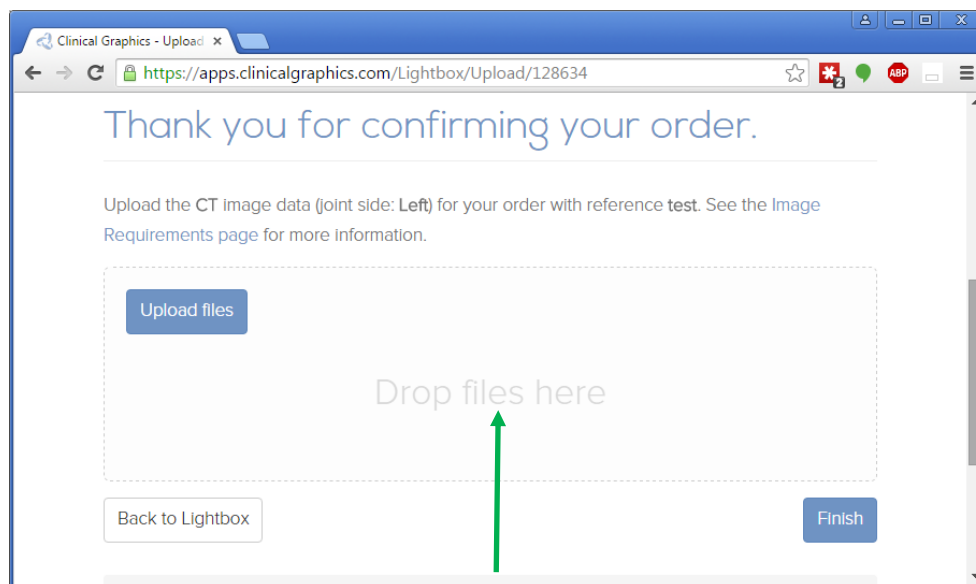 Clinical Graphics - Upload
https://apps.clinicalgraphics.com/Lightbox/Upload/128634
2
ABP
Thank you for confirming your order.
Upload the CT image data (joint side: Left) for your order with reference test. See the Image
Requirements page for more information.
Upload files
Drop files here
Back to Lightbox
Finish